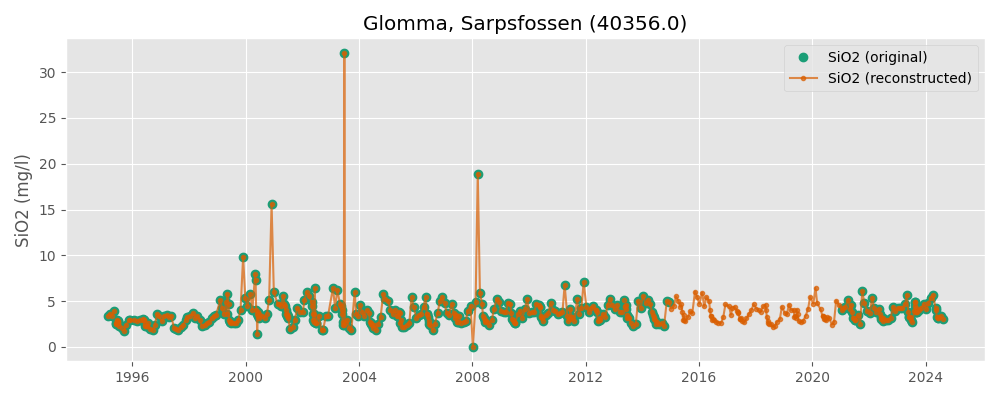 Glomma, Sarpsfossen (40356.0)
SiO2 (original)
SiO2 (reconstructed)
SiO2 (mg/l)
30
25
20
15
10
5
0
1996 2000 2004 2008 2012 2016 2020 2024